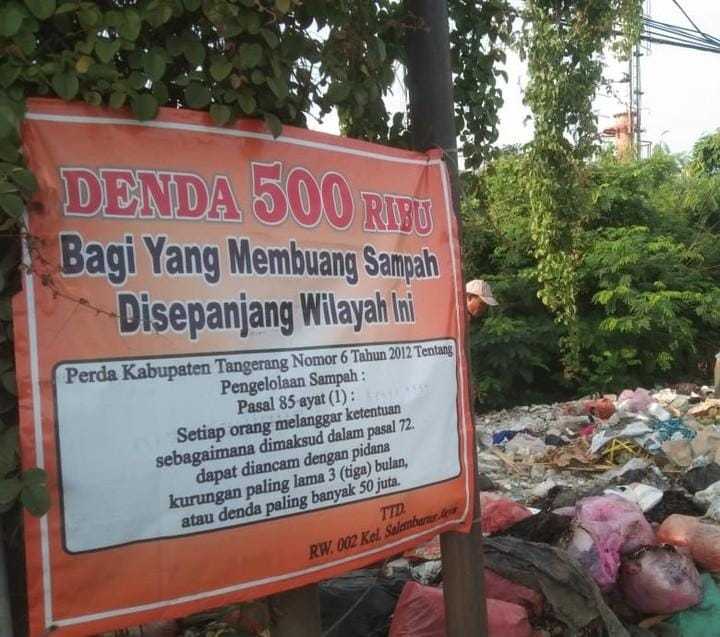 DENDA 500 RIBU
Bagi Yang Membuang Sampah
Disepanjang Wilayah Ini
Perda Kabupaten Tangerang Nomor 6 Tahun 2012 Tentang
Pengelolaan Sampah :
Pasal 85 ayat (1) :
Setiap orang melanggar ketentuan
sebagaimana dimaksud dalam pasal 72.
dapat diancam dengan pidana
kurungan paling lama 3 (tiga) bulan,
atau denda paling banyak 50 juta.
TTD.
RW. 002 Kel. Salembaran